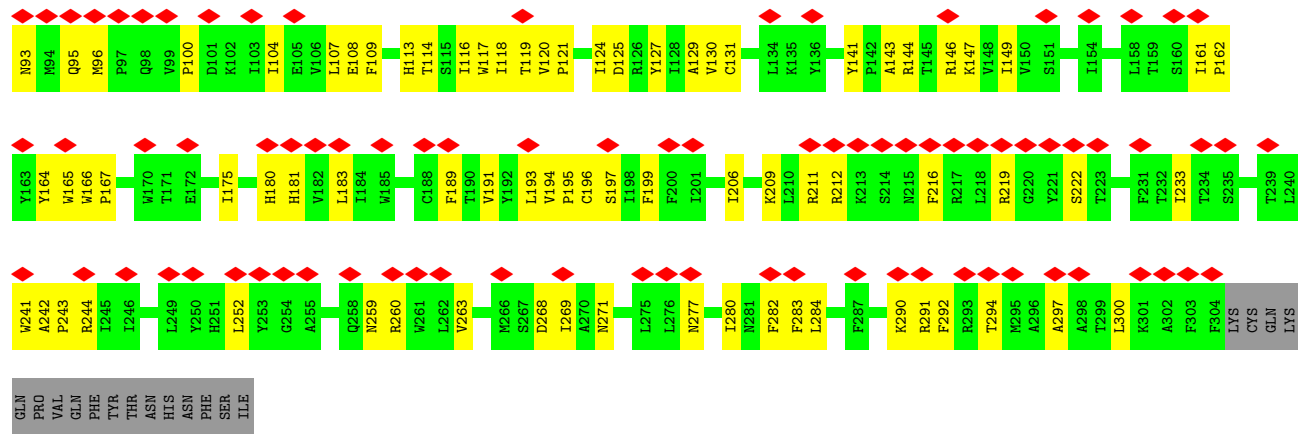 N93 M94 Q95 M96 P97 Q98 V99 P100 D101 K102 I103 I104 E105 V106 L107 E108 F109 H113 T114 S115 I116 W117 I118 T119 V120 P121 I124 D125 R126 Y127 I128 A129 V130 C131 L134 K135 Y136 Y141 P142 A143 R144 T145 R146 K147 V148 I149 V150 S151 I154 L158 T159 S160 I161 P162
Y163 Y164 W165 W166 P167 W170 T171 E172 I175 H180 H181 V182 L183 I184 W185 C188 F189 T190 V191 Y192 L193 V194 P195 C196 S197 I198 F199 F200 I201 I206 K209 L210 R211 R212 K213 S214 N215 F216 R217 L218 R219 G220 Y221 S222 T223 F231 T232 I233 T234 S235 T239 L240
W241 A242 P243 R244 I245 I246 L249 Y250 H251 L252 Y253 G254 A255 Q258 N259 R260 W261 L262 V263 M266 S267 D268 I269 A270 N271 L275 L276 N277 I280 N281 F282 F283 L284 F287 K290 R291 F292 R293 T294 M295 A296 A297 A298 T299 L300 K301 A302 F303 F304 LYS CYS GLN LYS
GLN PRO VAL GLN PHE TYR THR ASN HIS ASN PHE SER ILE